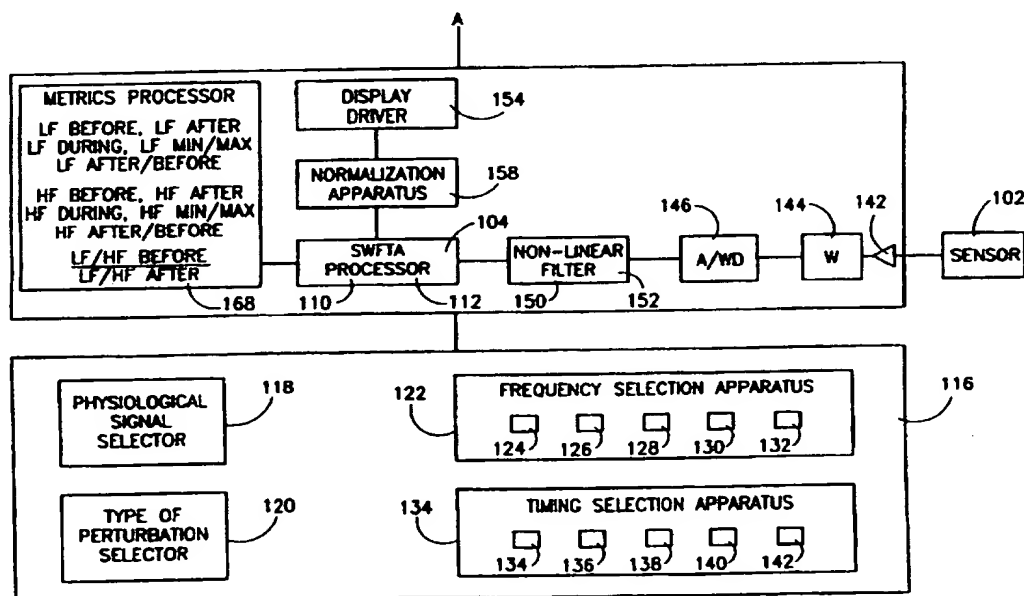 A
METRICS PROCESSOR
LF BEFORE, LF AFTER
LF DURING, LF MIN/MAX
LF AFTER/BEFORE
HF BEFORE, HF AFTER
HF DURING, HF MIN/MAX
HF AFTER/BEFORE
LF/HF BEFORE
LF/HF AFTER
168
DISPLAY
DRIVER
154
NORMALIZATION
APPARATUS
158
104
SWFTA
PROCESSOR
110
112
NON-LINEAR
FILTER
150
152
146
A/WD
144
W
142
102
SENSOR
PHYSIOLOGICAL
SIGNAL
SELECTOR
118
122
FREQUENCY SELECTION APPARATUS
124 126 128 130 132
116
TYPE OF
PERTURBATION
SELECTOR
120
134
TIMING SELECTION APPARATUS
134 136 138 140 142